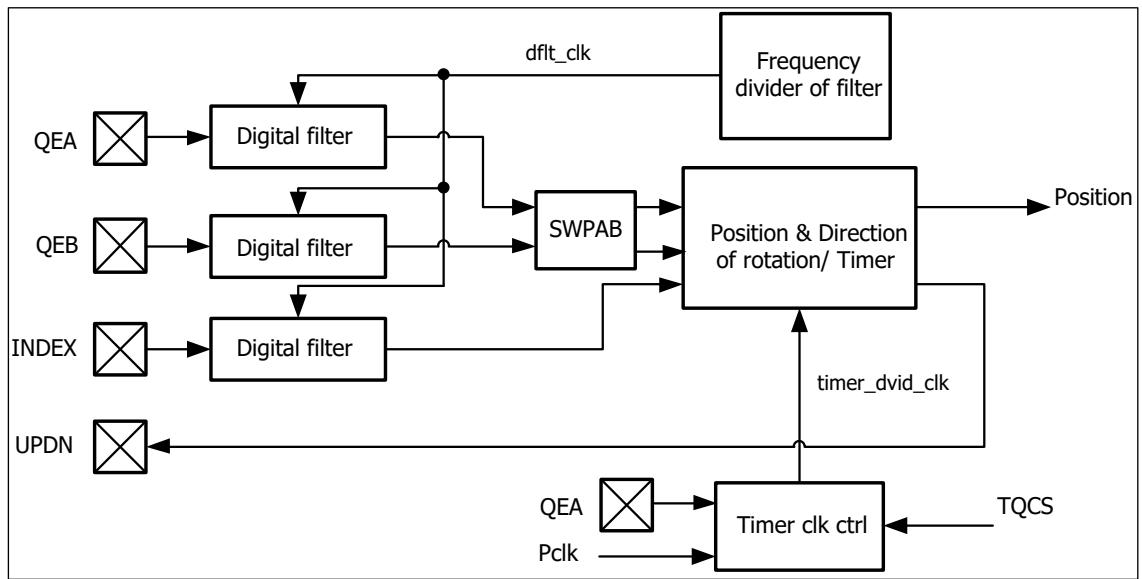 dflt_clk
Frequency
divider of filter
QEA
Digital filter
Position
QEB
Digital filter
SWPAB
Position & Direction
of rotation/ Timer
INDEX
Digital filter
timer_dvid_clk
UPDN
QEA
Timer clk ctrl
TQCS
Pclk